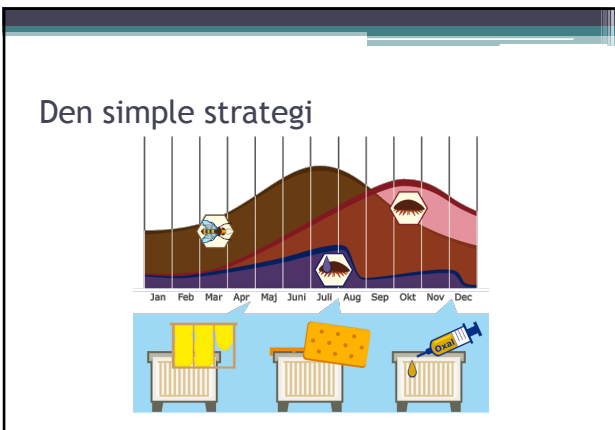 Den simple strategi
Jan Feb Mar Apr Maj Juni Juli Aug Sep Okt Nov Dec
Oxal